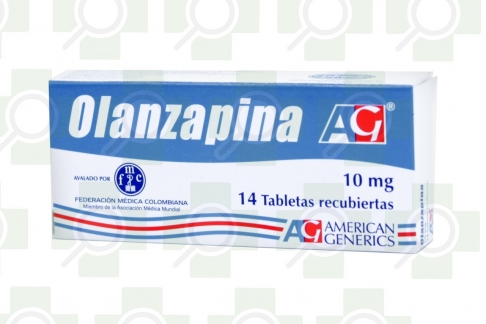 Olanzapina AG®
10 mg
14 Tabletas recubiertas
AVALADO POR
f m c
FEDERACIÓN MÉDICA COLOMBIANA
Miembro de la Asociación Médica Mundial
AG AMERICAN
GENERICS
Olanzapina